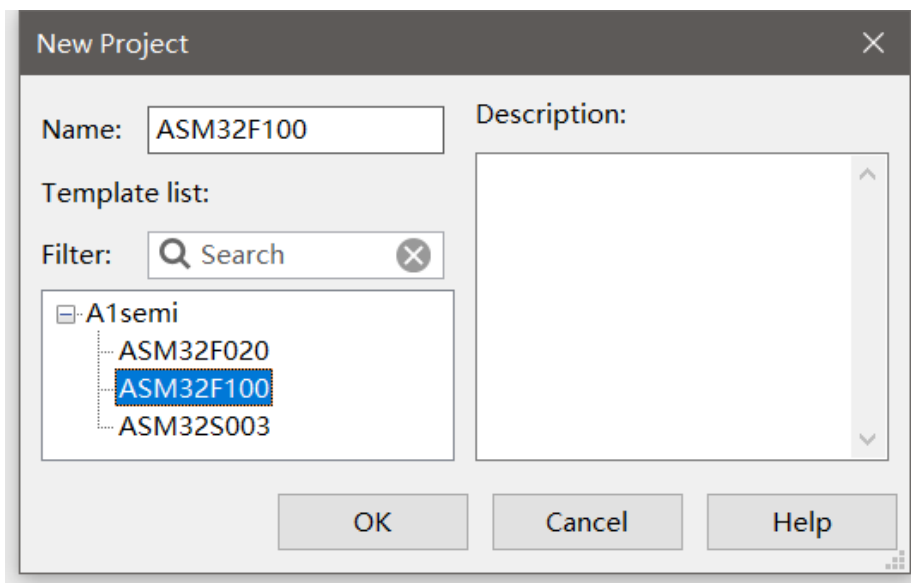 New Project
Name: ASM32F100
Description:
Template list:
Filter: Search
A1semi
ASM32F020
ASM32F100
ASM32S003
OK Cancel Help